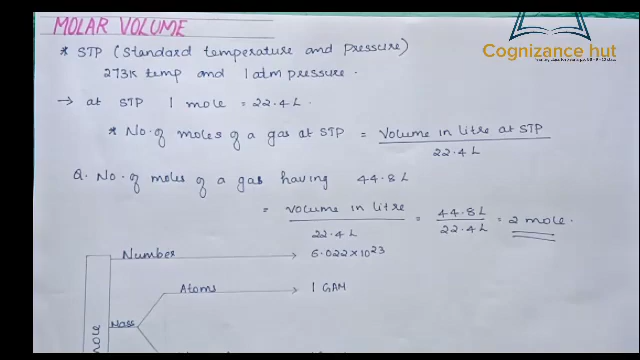 MOLAR VOLUME
Cognizance hut
* STP (Standard temperature and pressure)
273K temp and 1 atm pressure.
→ at STP 1 mole = 22.4 L.
* No. of moles of a gas at STP = Volume in litre at STP
22.4 L
Q. No. of moles of a gas having 44.8 L
= Volume in litre = 44.8 L = 2 mole.
22.4 L 22.4 L
Number → 6.022 × 10²³
Atoms → 1 GAM
Mass
mole